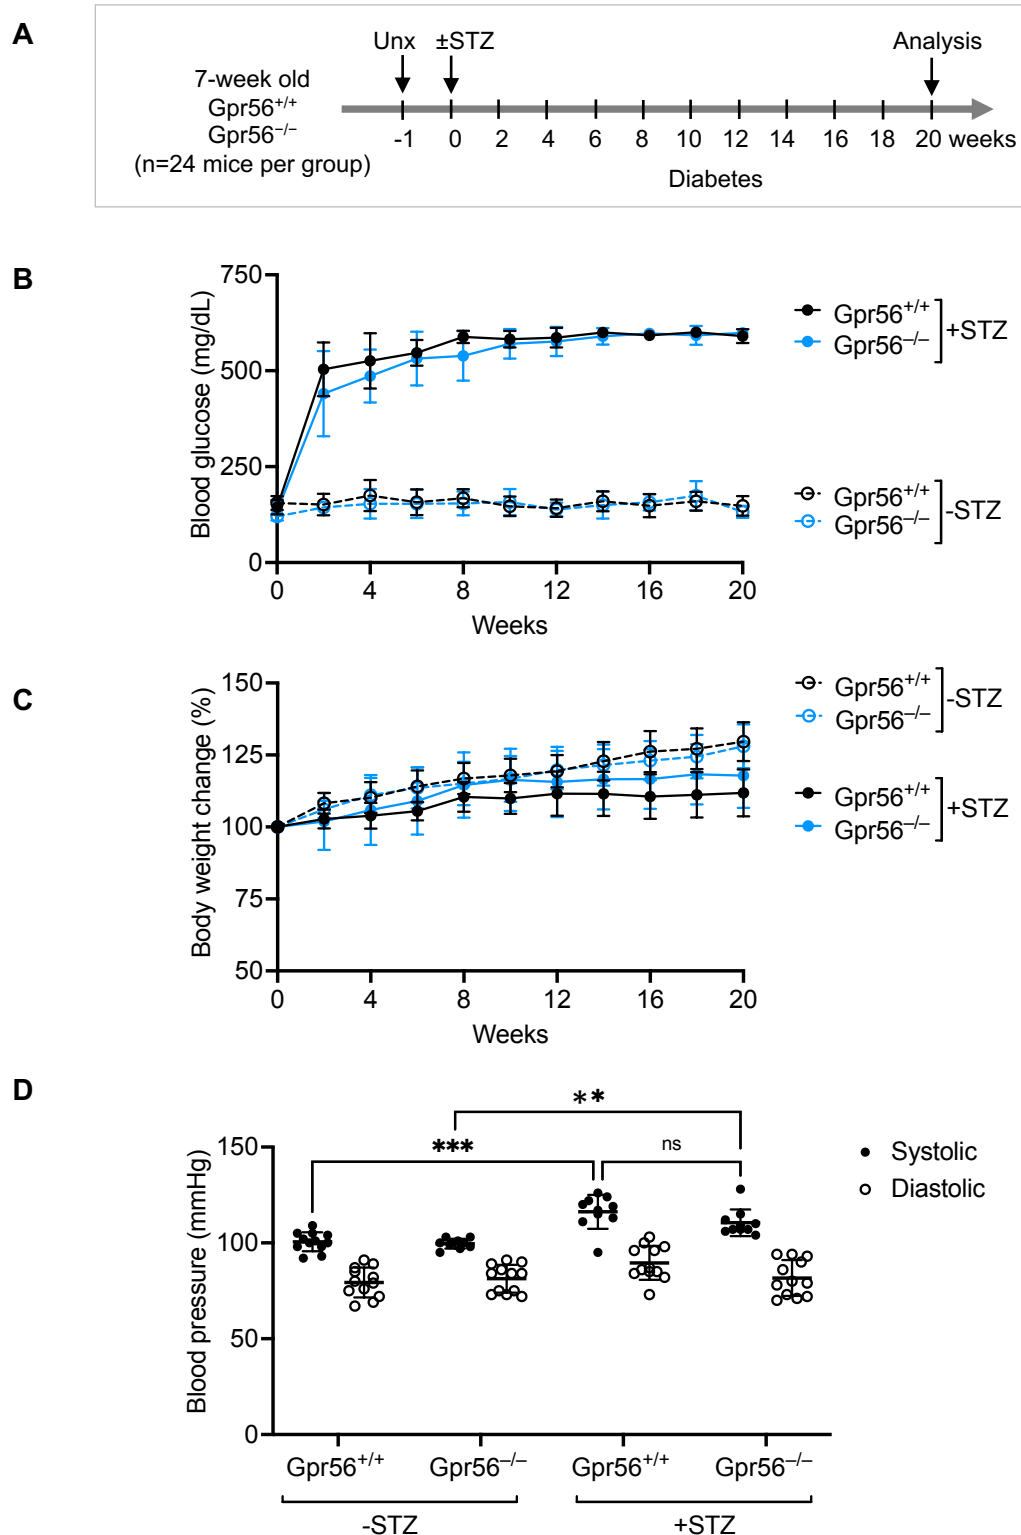 A
Unx ±STZ Analysis
7-week old
Gpr56+/+
Gpr56–/–
(n=24 mice per group)
-1 0 2 4 6 8 10 12 14 16 18 20 weeks
Diabetes
B
Blood glucose (mg/dL)
750
500
250
0
0 4 8 12 16 20
Weeks
Gpr56+/+
Gpr56–/–
+STZ
Gpr56+/+
Gpr56–/–
-STZ
C
Body weight change (%)
150
125
100
75
50
0 4 8 12 16 20
Weeks
Gpr56+/+
Gpr56–/–
-STZ
Gpr56+/+
Gpr56–/–
+STZ
D
Blood pressure (mmHg)
150
100
50
0
**
***
ns
Systolic
Diastolic
Gpr56+/+ Gpr56–/– Gpr56+/+ Gpr56–/–
-STZ +STZ